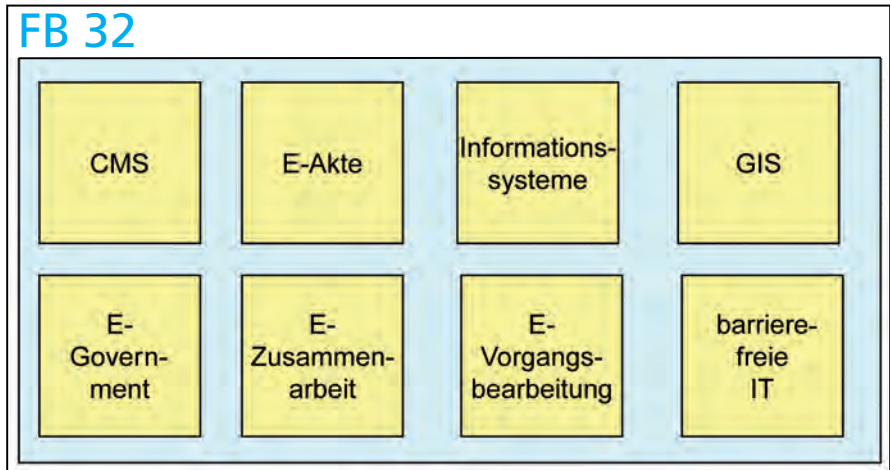 FB 32
CMS
E-Akte
Informations-
systeme
GIS
E-
Govern-
ment
E-
Zusammen-
arbeit
E-
Vorgangs-
bearbeitung
barriere-
freie
IT